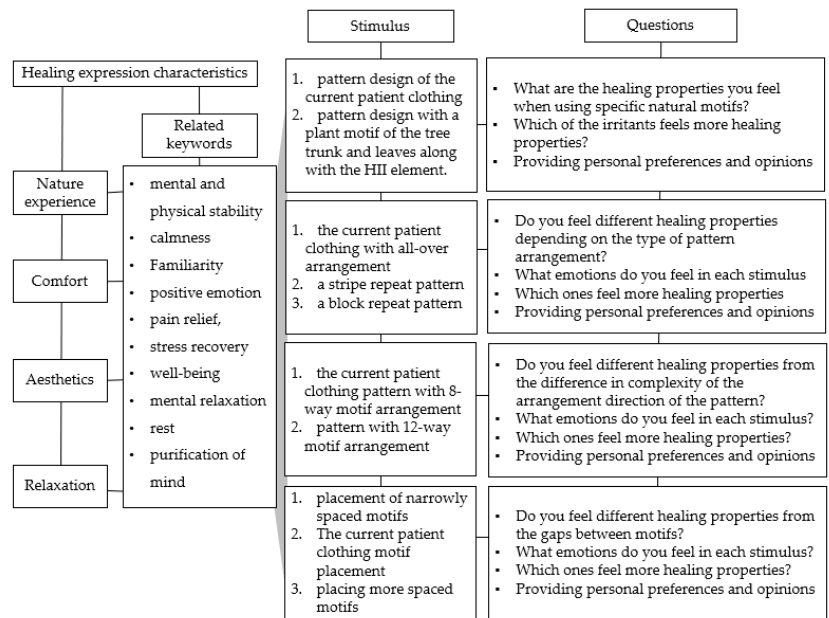 Healing expression characteristics
Related
keywords
Nature
experience
Comfort
Aesthetics
Relaxation
• mental and
physical stability
• calmness
• Familiarity
• positive emotion
• pain relief,
• stress recovery
• well-being
• mental relaxation
• rest
• purification of
mind
Stimulus
1. pattern design of the
current patient clothing
2. pattern design with a
plant motif of the tree
trunk and leaves along
with the HII element.
1. the current patient
clothing with all-over
arrangement
2. a stripe repeat pattern
3. a block repeat pattern
1. the current patient
clothing pattern with 8-
way motif arrangement
2. pattern with 12-way
motif arrangement
1. placement of narrowly
spaced motifs
2. The current patient
clothing motif
placement
3. placing more spaced
motifs
Questions
▪ What are the healing properties you feel
when using specific natural motifs?
▪ Which of the irritants feels more healing
properties?
▪ Providing personal preferences and opinions
▪ Do you feel different healing properties
depending on the type of pattern
arrangement?
▪ What emotions do you feel in each stimulus
▪ Which ones feel more healing properties
▪ Providing personal preferences and opinions
▪ Do you feel different healing properties from
the difference in complexity of the
arrangement direction of the pattern?
▪ What emotions do you feel in each stimulus?
▪ Which ones feel more healing properties?
▪ Providing personal preferences and opinions
▪ Do you feel different healing properties from
the gaps between motifs?
▪ What emotions do you feel in each stimulus?
▪ Which ones feel more healing properties?
▪ Providing personal preferences and opinions